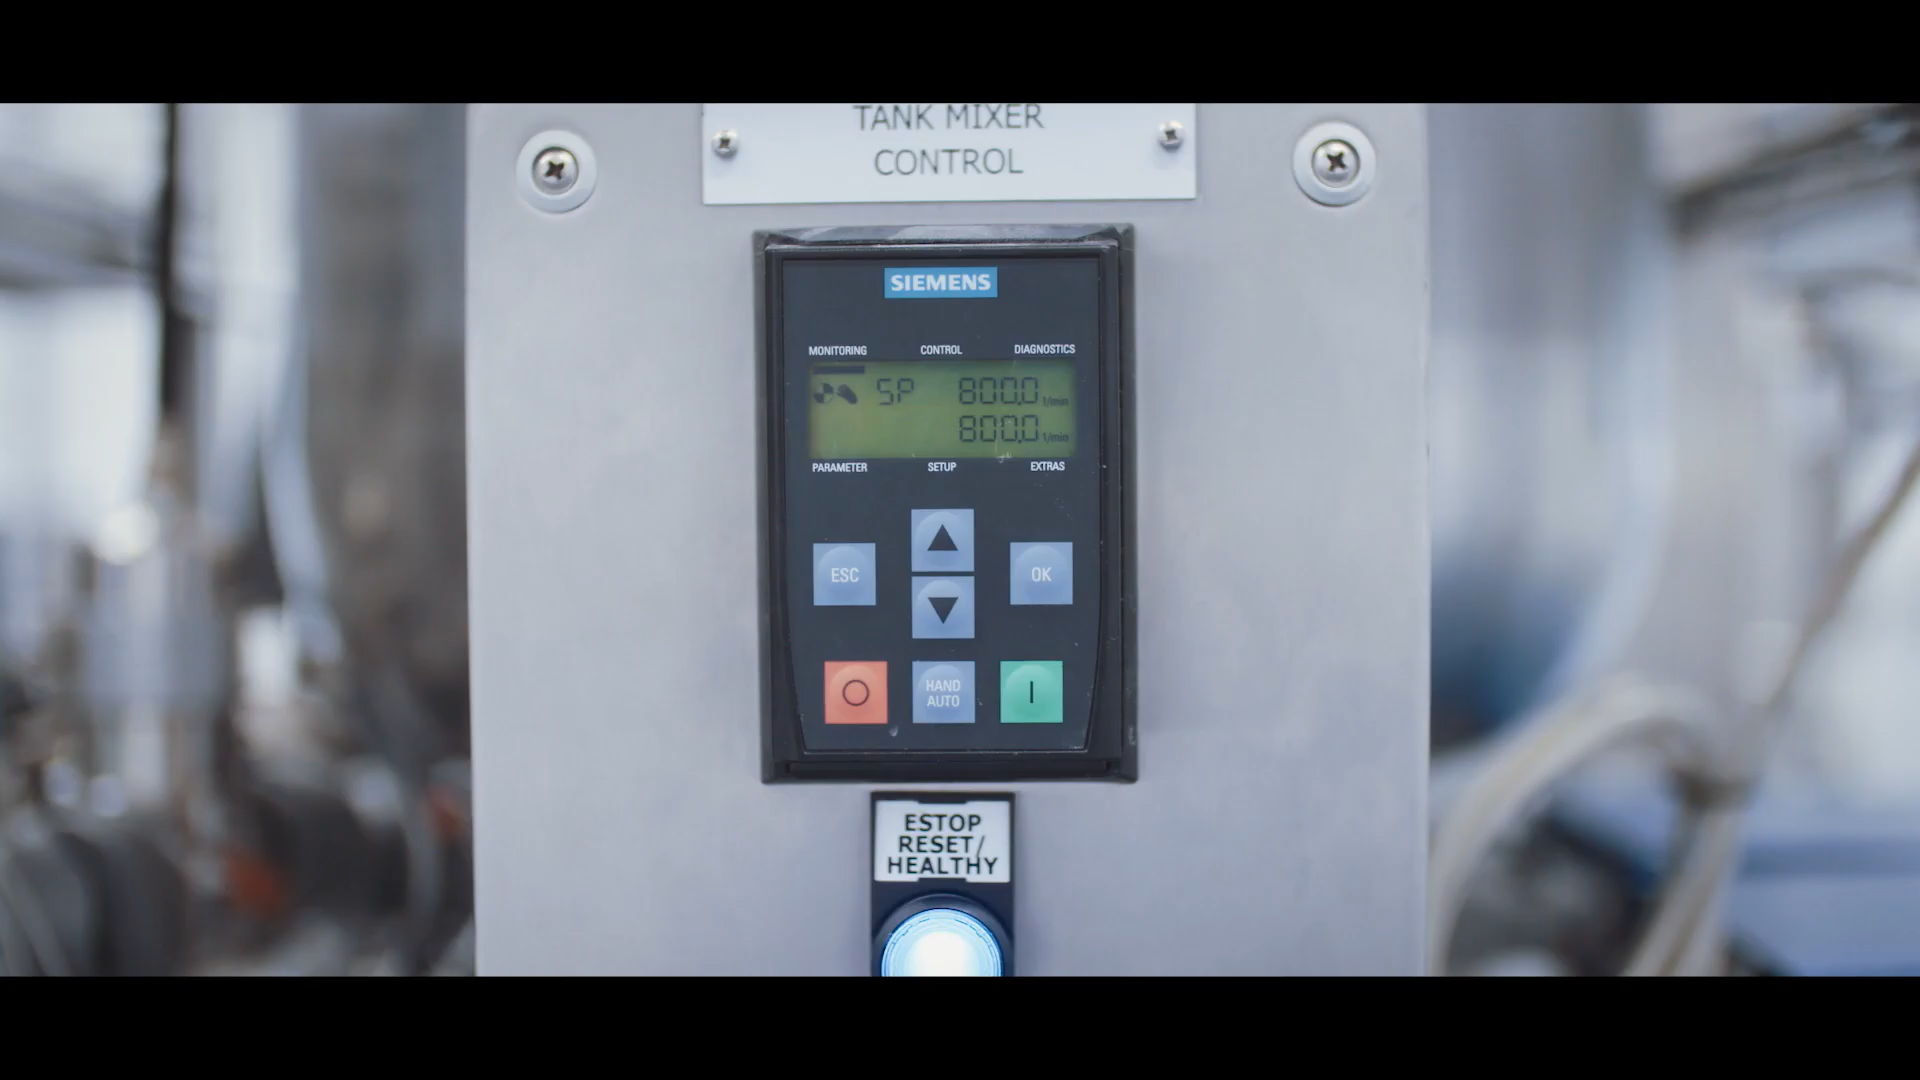 TANK MIXER
CONTROL
SIEMENS
MONITORING CONTROL DIAGNOSTICS
SP 800.0 1/min
800.0 1/min
PARAMETER SETUP EXTRAS
ESC OK
HAND
AUTO
ESTOP
RESET/
HEALTHY